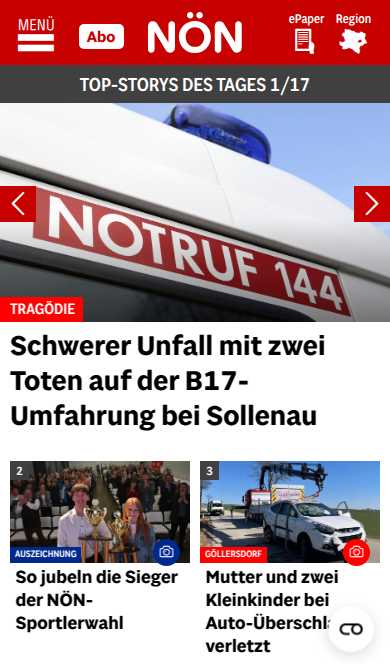 MENÜ
Abo
NÖN
ePaper
Region
TOP-STORYS DES TAGES 1/17
NOTRUF 144
TRAGÖDIE
Schwerer Unfall mit zwei
Toten auf der B17-
Umfahrung bei Sollenau
2
AUSZEICHNUNG
So jubeln die Sieger
der NÖN-
Sportlerwahl
3
GÖLLERSDORF
Mutter und zwei
Kleinkinder bei
Auto-Überschla
verletzt